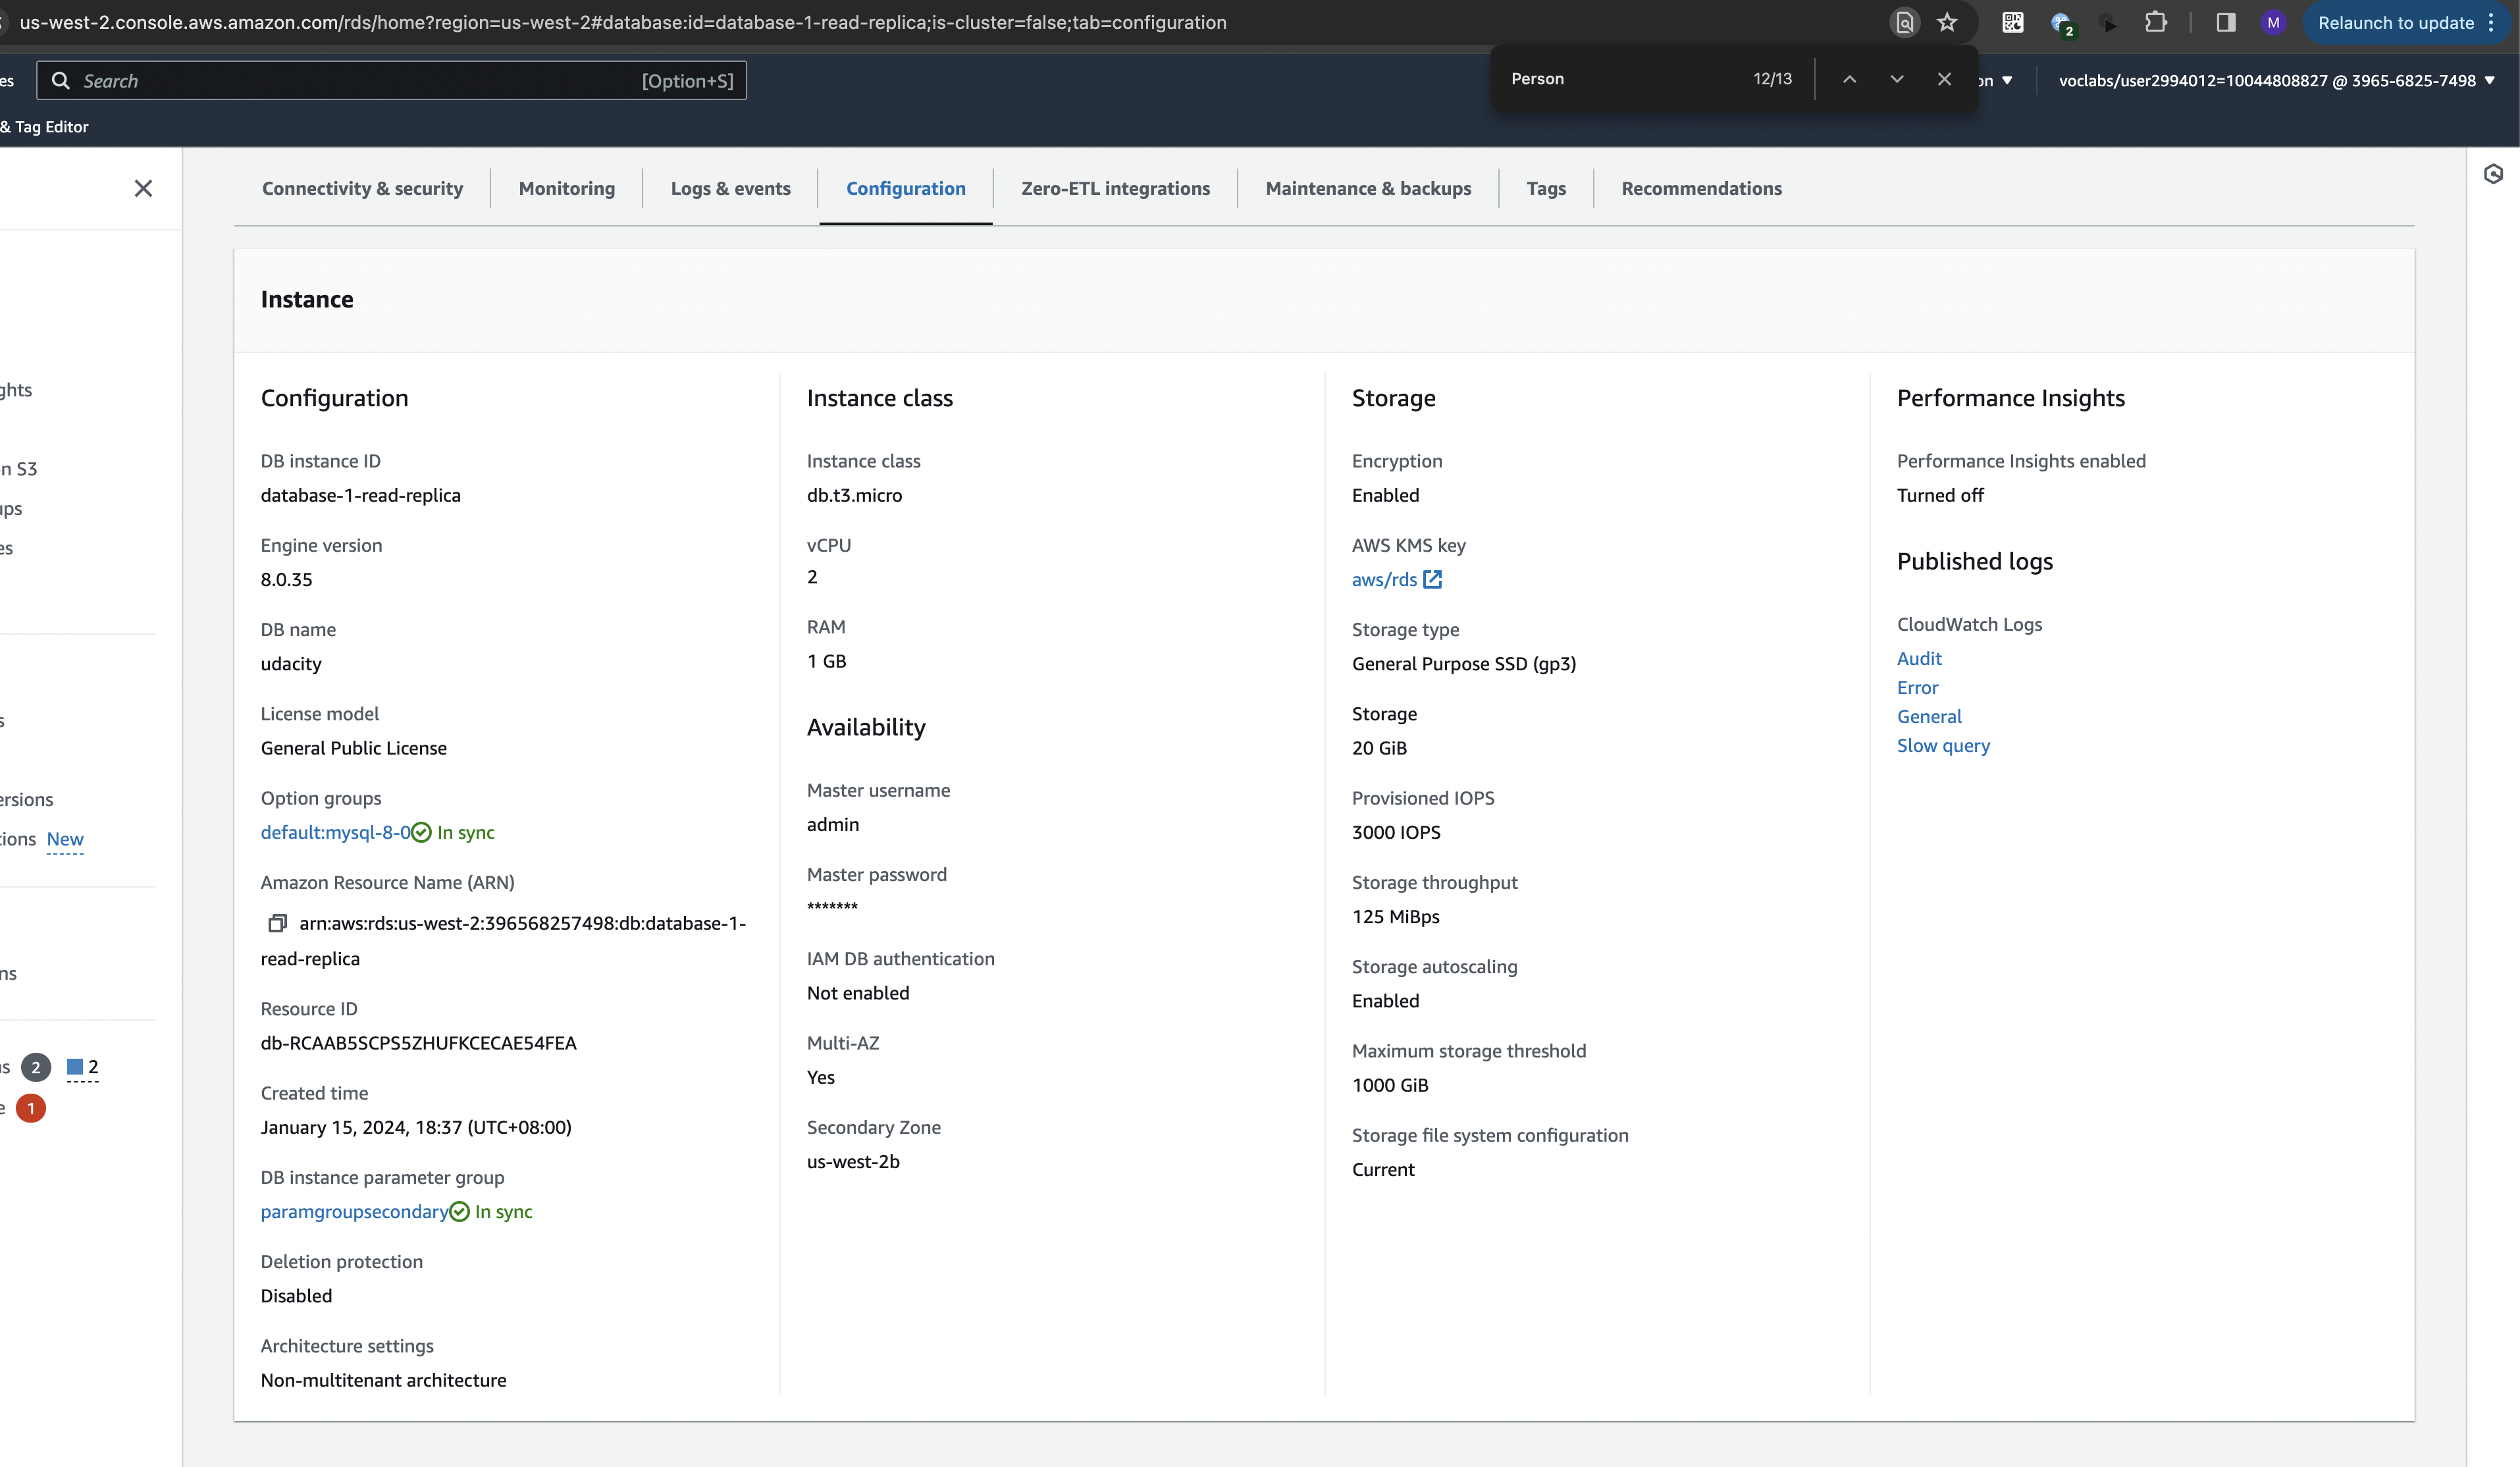 us-west-2.console.aws.amazon.com/rds/home?region=us-west-2#database:id=database-1-read-replica;is-cluster=false;tab=configuration
2
M
Relaunch to update
es
Search
[Option+S]
Person
12/13
on
voclabs/user2994012=10044808827 @ 3965-6825-7498
& Tag Editor
Connectivity & security
Monitoring
Logs & events
Configuration
Zero-ETL integrations
Maintenance & backups
Tags
Recommendations
ghts
n S3
ups
es
s
ersions
tions New
ns
s 2 2
e 1
Instance
Configuration
DB instance ID
database-1-read-replica
Engine version
8.0.35
DB name
udacity
License model
General Public License
Option groups
default:mysql-8-0 In sync
Amazon Resource Name (ARN)
arn:aws:rds:us-west-2:396568257498:db:database-1-
read-replica
Resource ID
db-RCAAB5SCPS5ZHUFKCECAE54FEA
Created time
January 15, 2024, 18:37 (UTC+08:00)
DB instance parameter group
paramgroupsecondary In sync
Deletion protection
Disabled
Architecture settings
Non-multitenant architecture
Instance class
Instance class
db.t3.micro
vCPU
2
RAM
1 GB
Availability
Master username
admin
Master password
*******
IAM DB authentication
Not enabled
Multi-AZ
Yes
Secondary Zone
us-west-2b
Storage
Encryption
Enabled
AWS KMS key
aws/rds
Storage type
General Purpose SSD (gp3)
Storage
20 GiB
Provisioned IOPS
3000 IOPS
Storage throughput
125 MiBps
Storage autoscaling
Enabled
Maximum storage threshold
1000 GiB
Storage file system configuration
Current
Performance Insights
Performance Insights enabled
Turned off
Published logs
CloudWatch Logs
Audit
Error
General
Slow query